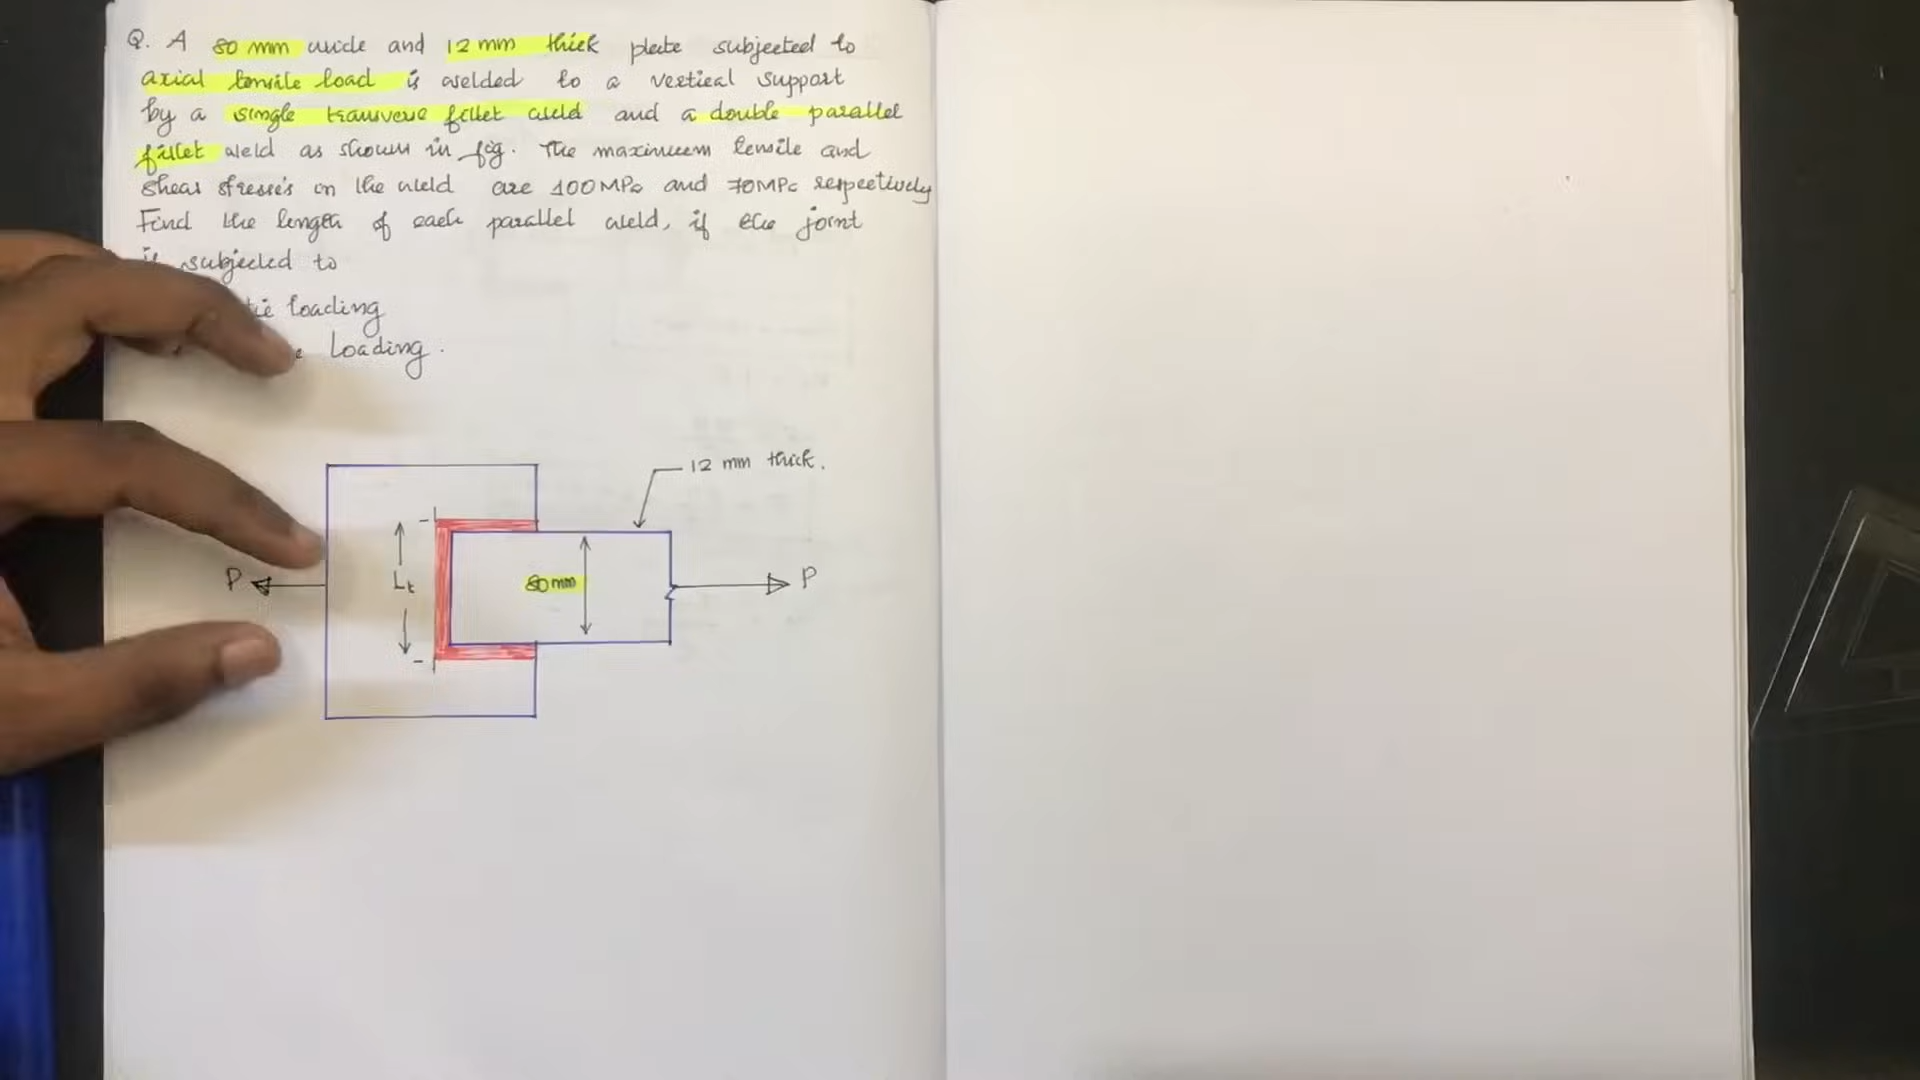 Q. A 80 mm wide and 12 mm thick plate subjected to
axial tensile load is welded to a vertical support
by a single transverse fillet weld and a double parallel
fillet weld as shown in fig. The maximum tensile and
shear stresses on the weld are 100 MPa and 70 MPa respectively
Find the length of each parallel weld, if the joint
is subjected to
tic loading
e Loading.
12 mm thick.
80 mm
Lt
P
P